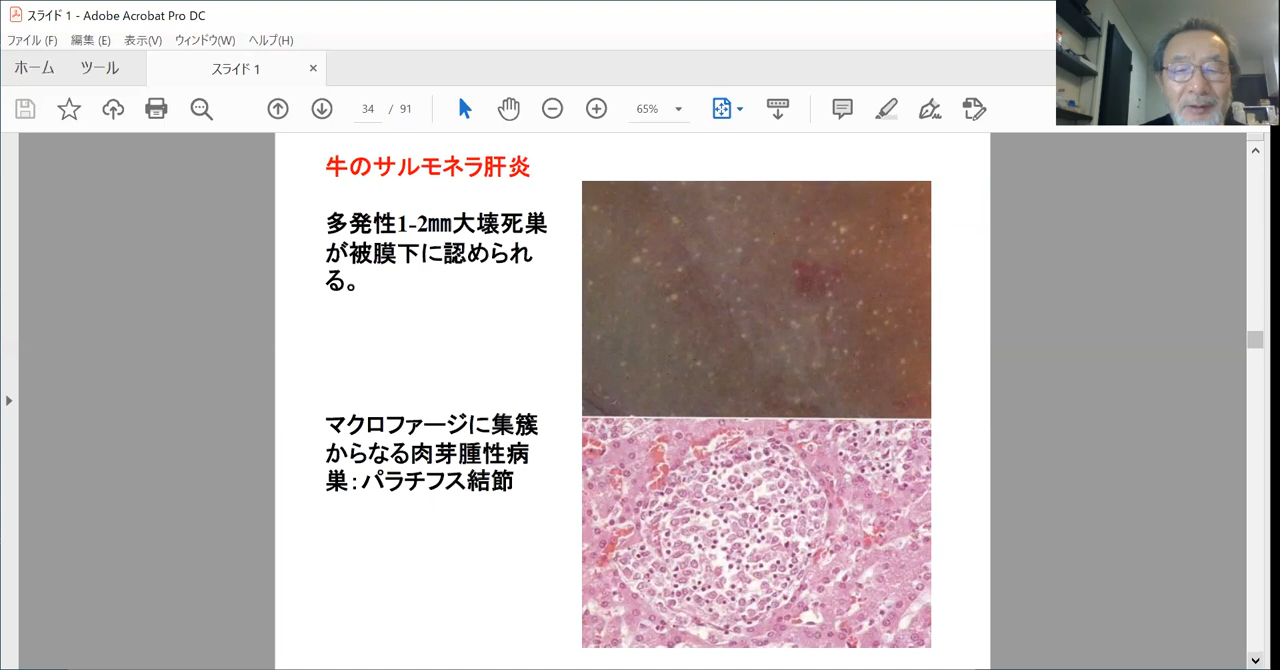 スライド 1 - Adobe Acrobat Pro DC
ファイル (F) 編集 (E) 表示(V) ウィンドウ(W) ヘルプ(H)
ホーム ツール スライド 1 ×
34 / 91 65%
牛のサルモネラ肝炎
多発性1-2㎜大壊死巣
が被膜下に認められ
る。
マクロファージに集簇
からなる肉芽腫性病
巣：パラチフス結節